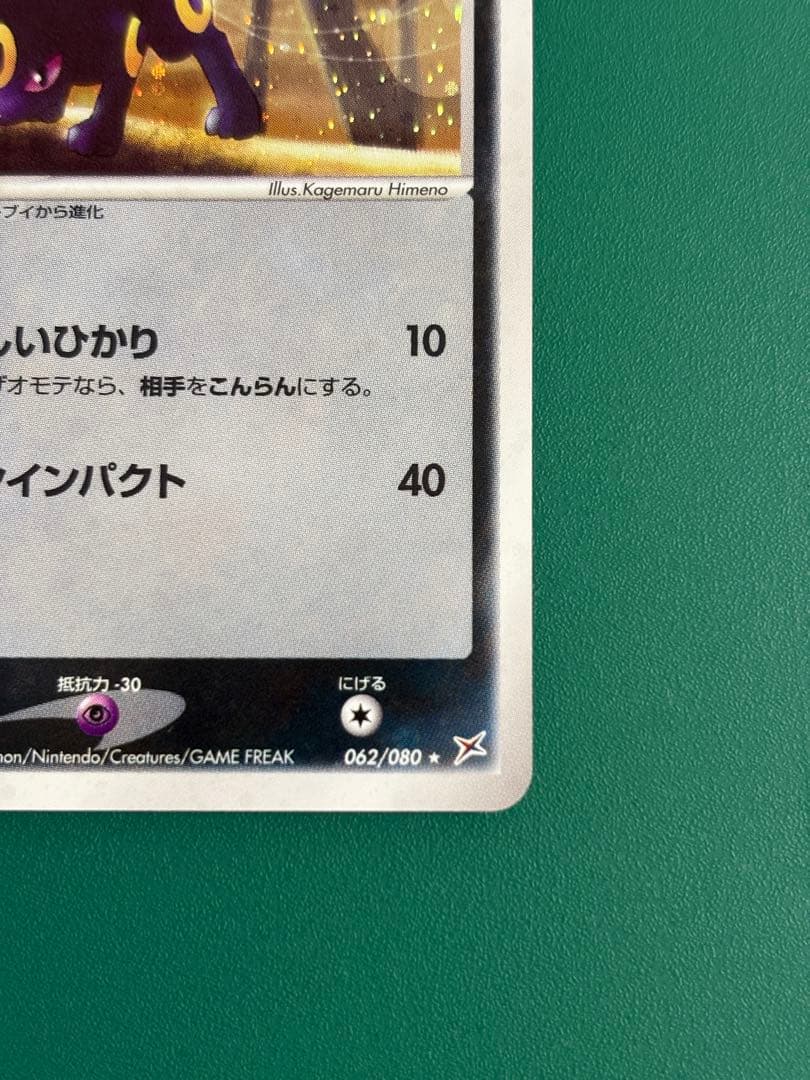 Illus.Kagemaru Himeno
ブイから進化
しいひかり 10
オモテなら、相手をこんらんにする。
インパクト 40
抵抗力 -30
にげる
mon/Nintendo/Creatures/GAME FREAK 062/080 ★